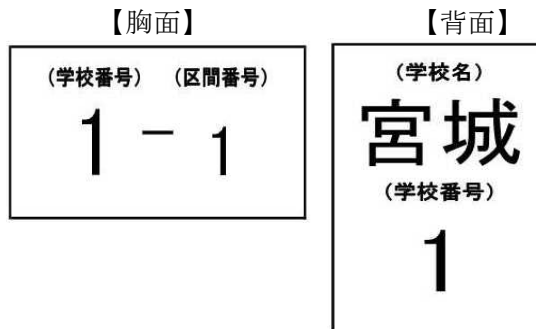 【胸面】
(学校番号) (区間番号)
1 － 1
【背面】
(学校名)
宮城
(学校番号)
1